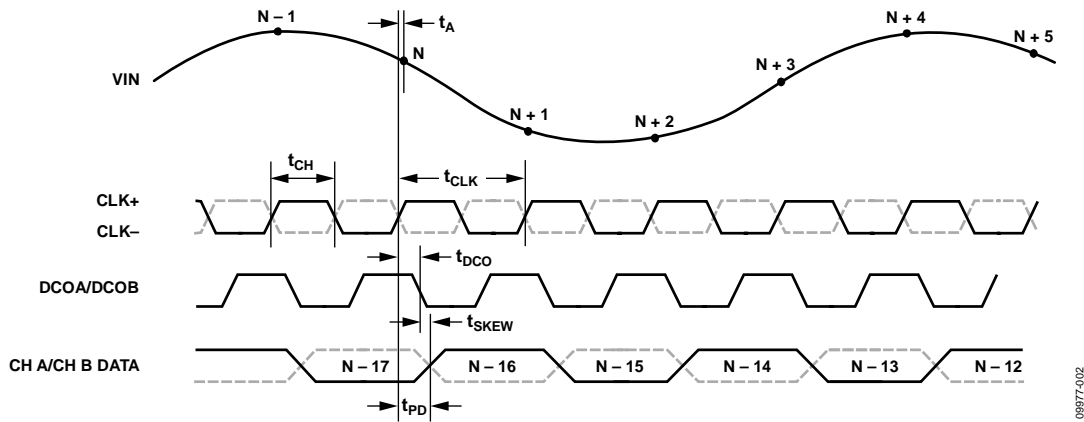 N – 1
t_A
N
N + 4
N + 5
N + 3
VIN
N + 1
N + 2
t_CH
t_CLK
CLK+
CLK–
t_DCO
DCOA/DCOB
t_SKEW
CH A/CH B DATA
N – 17
N – 16
N – 15
N – 14
N – 13
N – 12
t_PD
09977-002